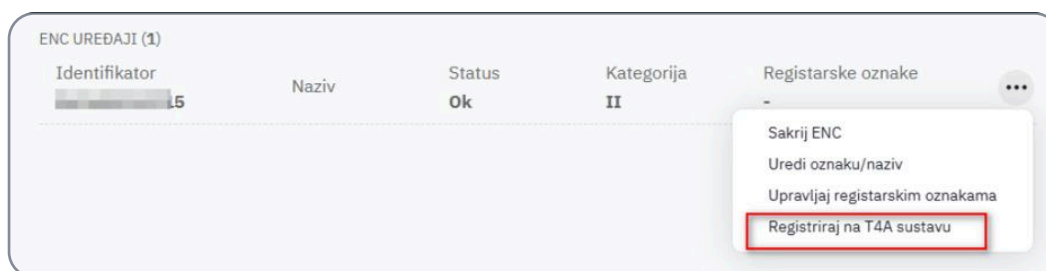 ENC UREĐAJI (1)
Identifikator Naziv Status Kategorija Registarske oznake
15 Ok II -
Sakrij ENC
Uredi oznaku/naziv
Upravljaj registarskim oznakama
Registriraj na T4A sustavu